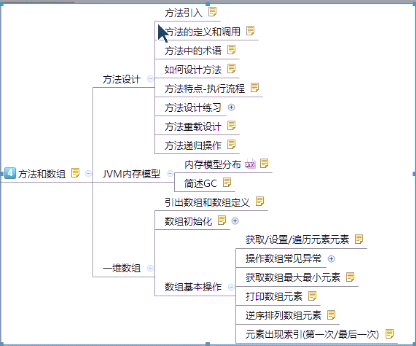 方法引入
方法的定义和调用
方法中的术语
如何设计方法
方法设计
方法特点-执行流程
方法设计练习
方法重载设计
方法递归操作
4 方法和数组
JVM内存模型
内存模型分布
简述GC
引出数组和数组定义
数组初始化
一维数组
获取/设置/遍历元素元素
操作数组常见异常
获取数组最大最小元素
数组基本操作
打印数组元素
逆序排列数组元素
元素出现索引(第一次/最后一次)